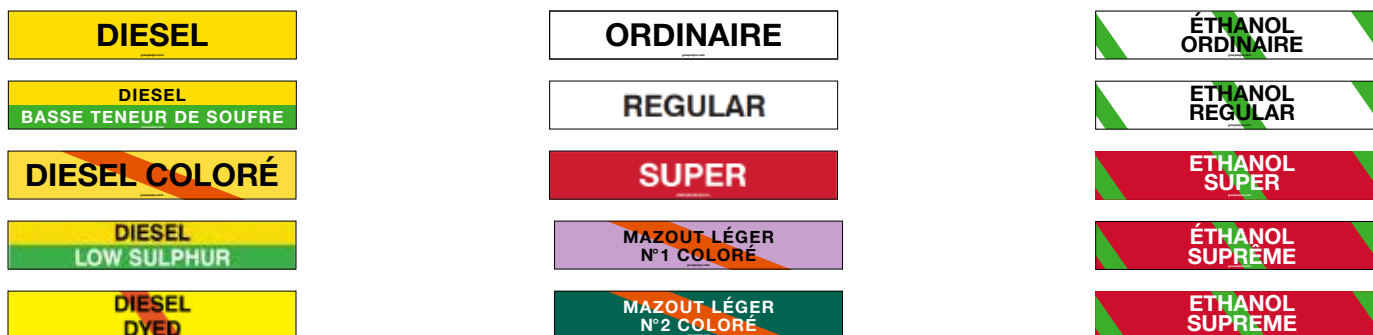 DIESEL
DIESEL
BASSE TENEUR DE SOUFRE
DIESEL COLORÉ
DIESEL
LOW SULPHUR
DIESEL
DYED
ORDINAIRE
REGULAR
SUPER
MAZOUT LÉGER
N°1 COLORÉ
MAZOUT LÉGER
N°2 COLORÉ
ÉTHANOL
ORDINAIRE
ETHANOL
REGULAR
ETHANOL
SUPER
ÉTHANOL
SUPRÊME
ETHANOL
SUPREME